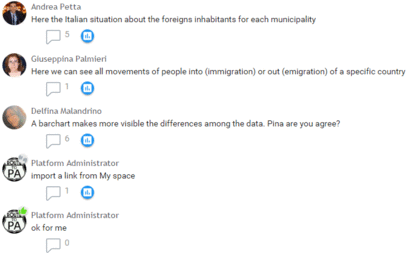 Andrea Petta
Here the Italian situation about the foreigns inhabitants for each municipality
5
Giuseppina Palmieri
Here we can see all movements of people into (immigration) or out (emigration) of a specific country
1
Delfina Malandrino
A barchart makes more visible the differences among the data. Pina are you agree?
6
Platform Administrator
import a link from My space
1
Platform Administrator
ok for me
0
PA
PA